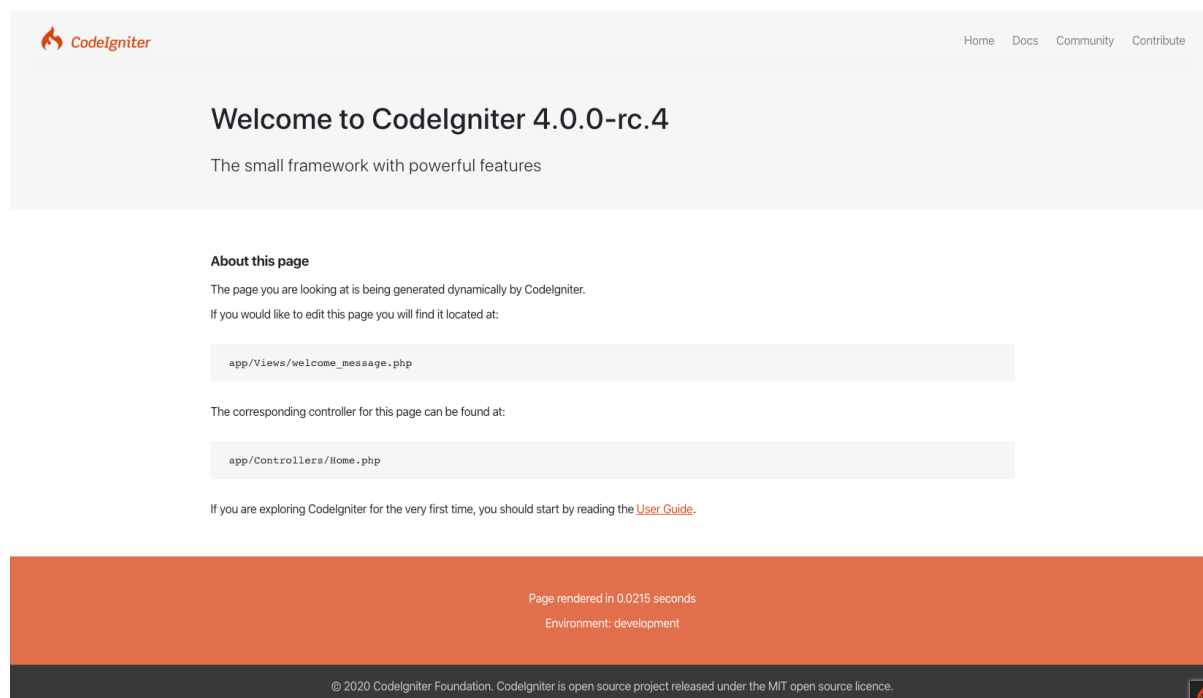 CodeIgniter
Home Docs Community Contribute
Welcome to CodeIgniter 4.0.0-rc.4
The small framework with powerful features
About this page
The page you are looking at is being generated dynamically by CodeIgniter.
If you would like to edit this page you will find it located at:
app/Views/welcome_message.php
The corresponding controller for this page can be found at:
app/Controllers/Home.php
If you are exploring CodeIgniter for the very first time, you should start by reading the User Guide.
Page rendered in 0.0215 seconds
Environment: development
© 2020 CodeIgniter Foundation. CodeIgniter is open source project released under the MIT open source licence.